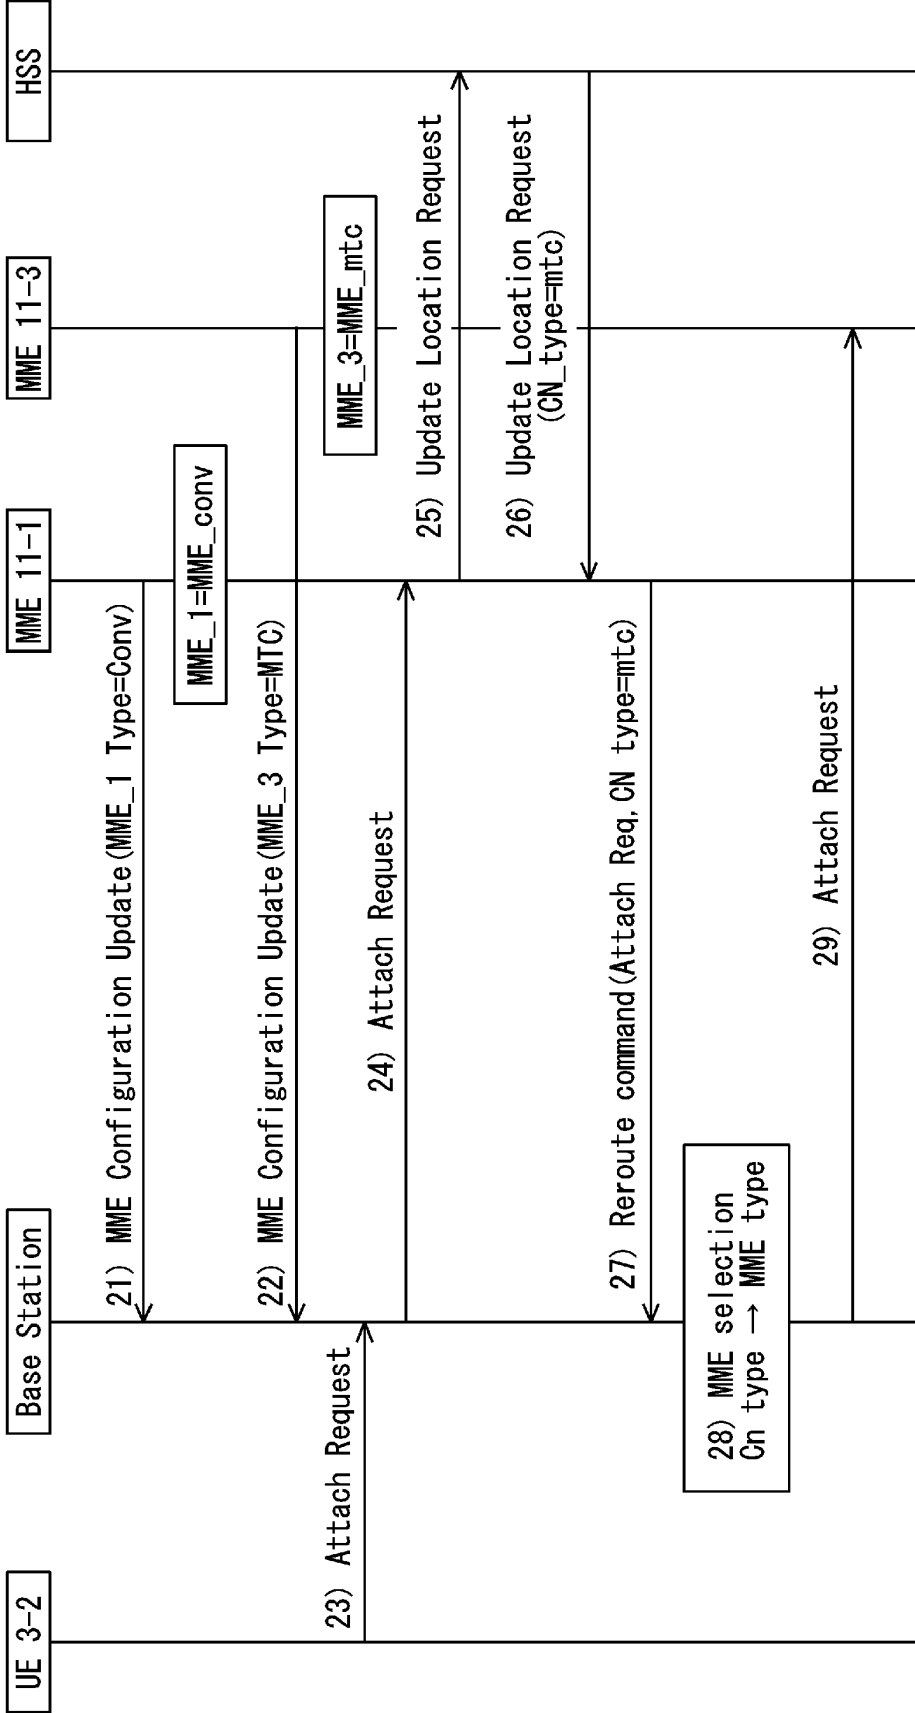 UE 3-2
Base Station
MME 11-1
MME 11-3
HSS
21) MME Configuration Update(MME_1 Type=Conv)
MME_1=MME_conv
22) MME Configuration Update(MME_3 Type=MTC)
MME_3=MME_mtc
23) Attach Request
24) Attach Request
25) Update Location Request
26) Update Location Request
(CN_type=mtc)
27) Reroute command(Attach Req,CN type=mtc)
28) MME selection
Cn type → MME type
29) Attach Request